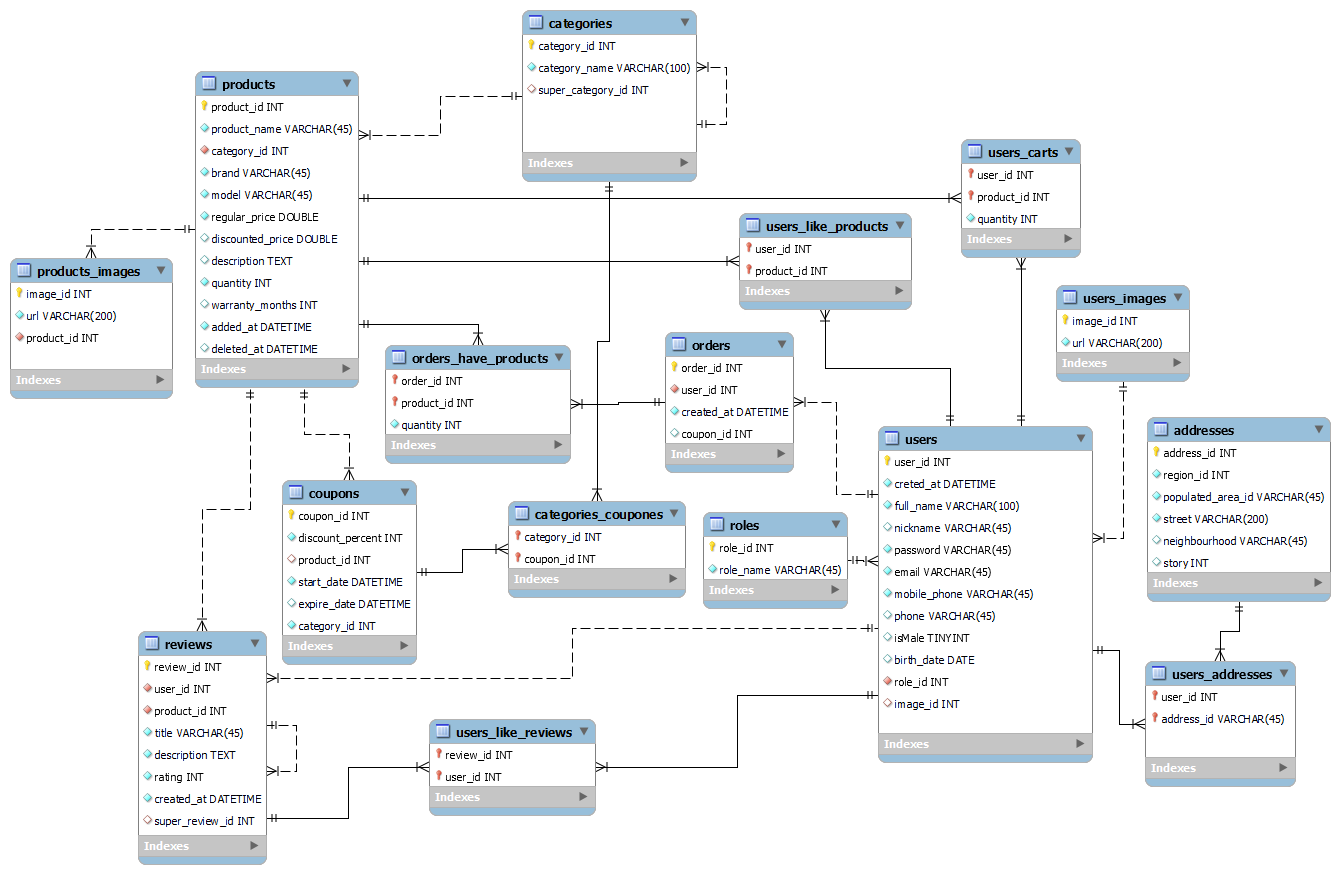 categories
category_id INT
category_name VARCHAR(100)
super_category_id INT
Indexes
products
product_id INT
product_name VARCHAR(45)
category_id INT
brand VARCHAR(45)
model VARCHAR(45)
regular_price DOUBLE
discounted_price DOUBLE
description TEXT
quantity INT
warranty_months INT
added_at DATETIME
deleted_at DATETIME
Indexes
users_carts
user_id INT
product_id INT
quantity INT
Indexes
users_like_products
user_id INT
product_id INT
Indexes
products_images
image_id INT
url VARCHAR(200)
product_id INT
Indexes
users_images
image_id INT
url VARCHAR(200)
Indexes
orders_have_products
order_id INT
product_id INT
quantity INT
Indexes
orders
order_id INT
user_id INT
created_at DATETIME
coupon_id INT
Indexes
users
user_id INT
creted_at DATETIME
full_name VARCHAR(100)
nickname VARCHAR(45)
password VARCHAR(45)
email VARCHAR(45)
mobile_phone VARCHAR(45)
phone VARCHAR(45)
isMale TINYINT
birth_date DATE
role_id INT
image_id INT
Indexes
addresses
address_id INT
region_id INT
populated_area_id VARCHAR(45)
street VARCHAR(200)
neighbourhood VARCHAR(45)
story INT
Indexes
coupons
coupon_id INT
discount_percent INT
product_id INT
start_date DATETIME
expire_date DATETIME
category_id INT
Indexes
categories_coupones
category_id INT
coupon_id INT
Indexes
roles
role_id INT
role_name VARCHAR(45)
Indexes
reviews
review_id INT
user_id INT
product_id INT
title VARCHAR(45)
description TEXT
rating INT
created_at DATETIME
super_review_id INT
Indexes
users_like_reviews
review_id INT
user_id INT
Indexes
users_addresses
user_id INT
address_id VARCHAR(45)
Indexes